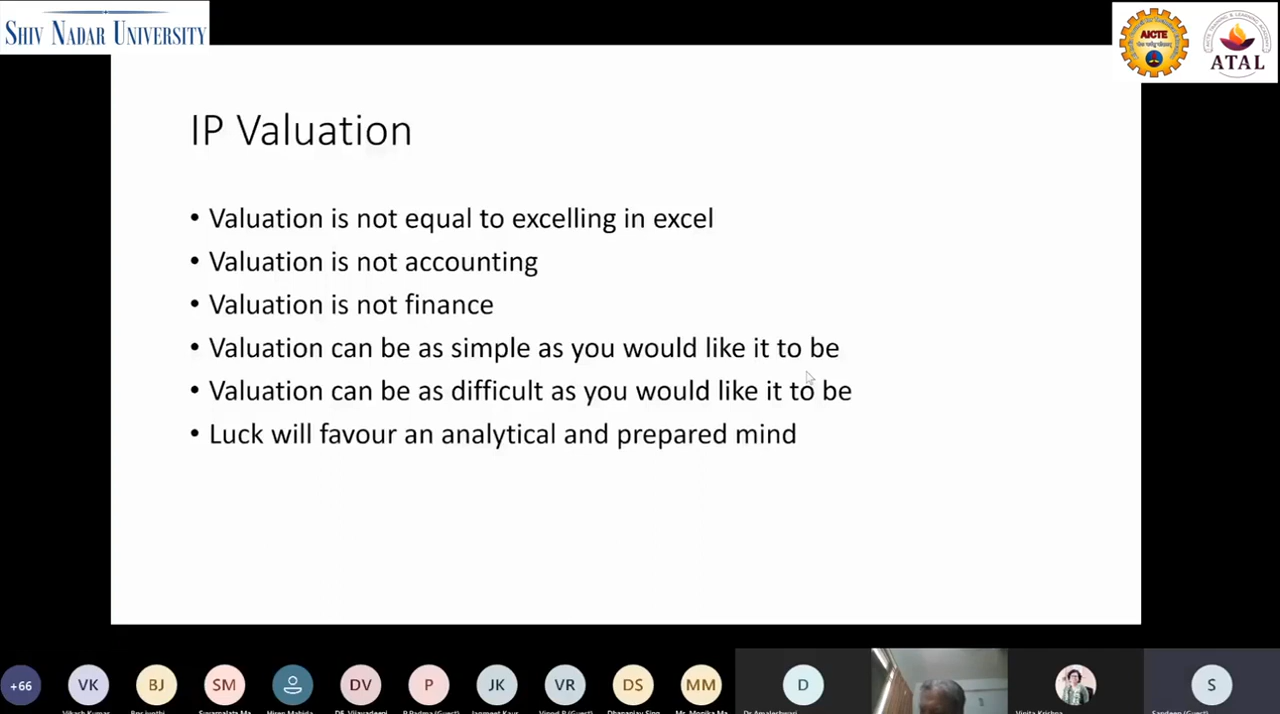 SHIV NADAR UNIVERSITY
AICTE
ATAL
IP Valuation
• Valuation is not equal to excelling in excel
• Valuation is not accounting
• Valuation is not finance
• Valuation can be as simple as you would like it to be
• Valuation can be as difficult as you would like it to be
• Luck will favour an analytical and prepared mind
+66
VK
BJ
SM
DV
P
JK
VR
DS
MM
D
S